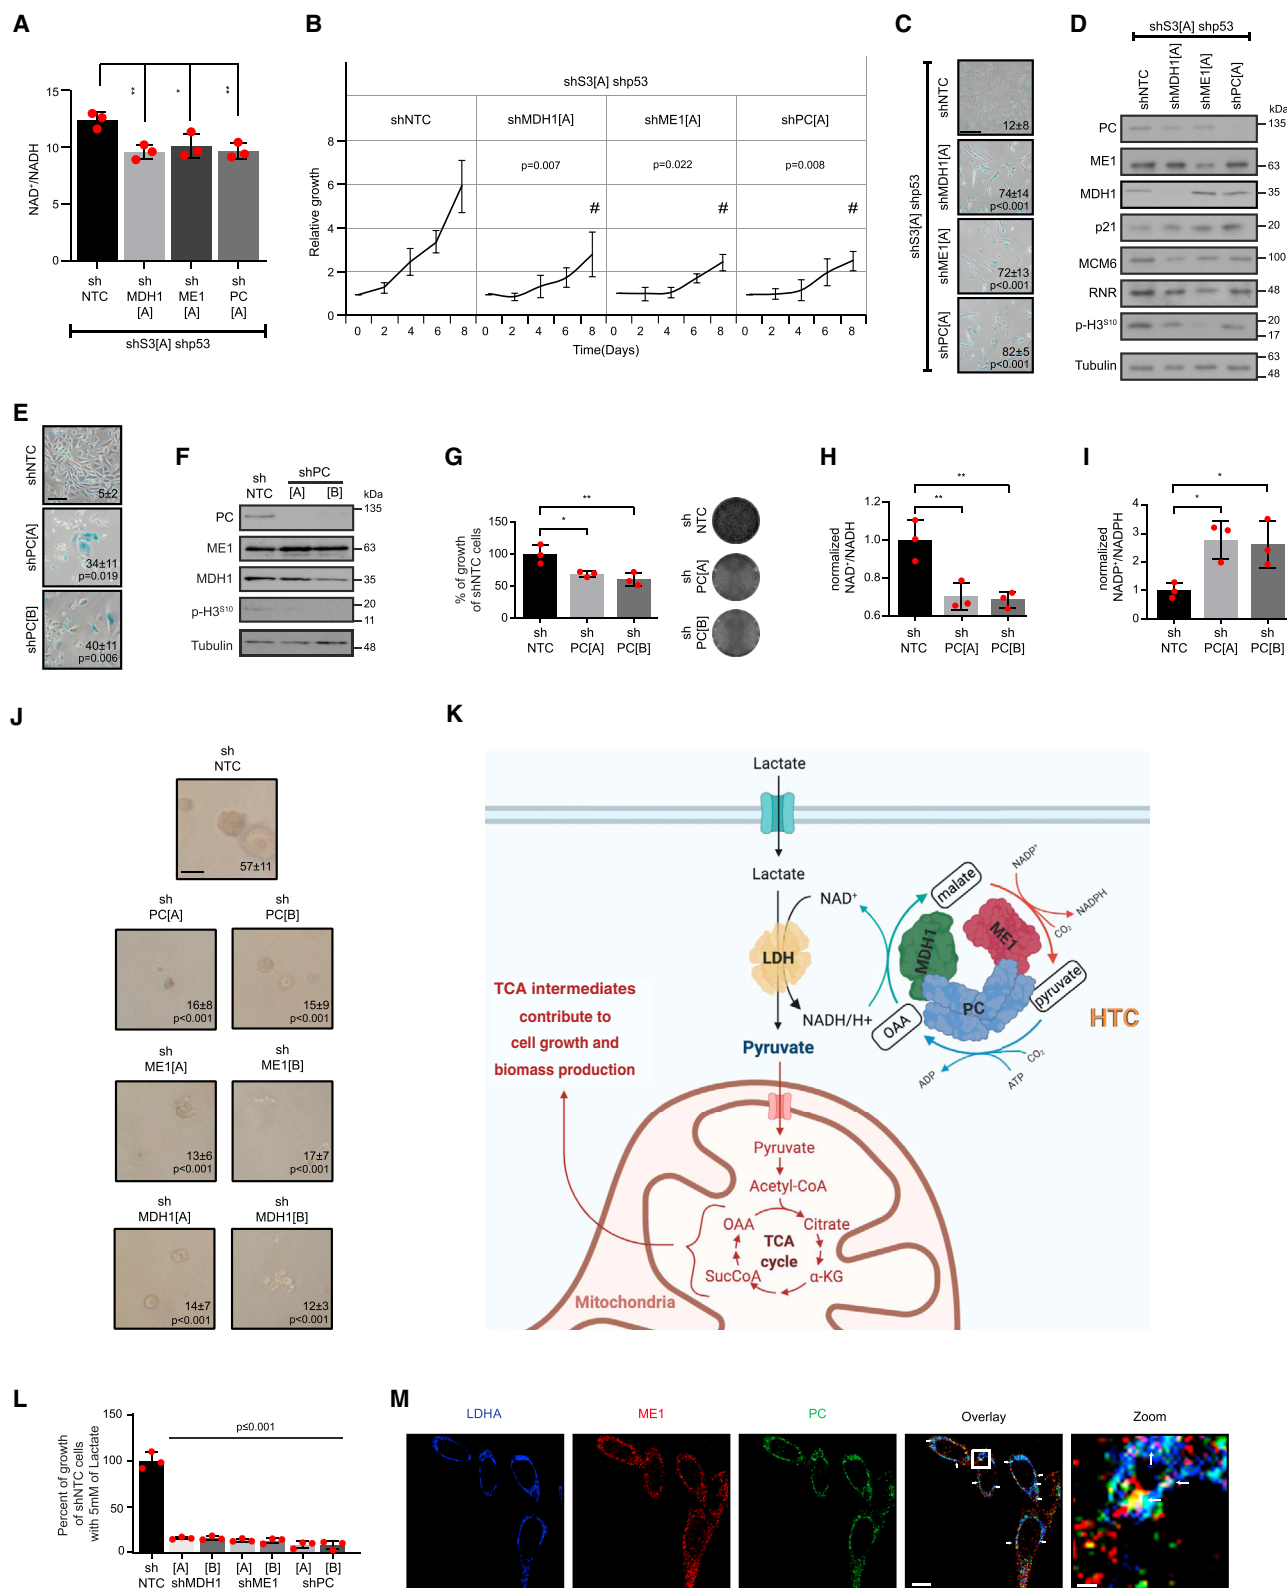 A
**
*
**
15
10
5
0
NAD⁺/NADH
sh NTC
sh MDH1 [A]
sh ME1 [A]
sh PC [A]
shS3[A] shp53
B
shS3[A] shp53
shNTC
shMDH1[A]
shME1[A]
shPC[A]
p=0.007
p=0.022
p=0.008
#
#
#
8
6
4
2
0
Relative growth
0 2 4 6 8
0 2 4 6 8
0 2 4 6 8
0 2 4 6 8
Time(Days)
C
shS3[A] shp53
shNTC
12±8
shMDH1[A]
74±14
p<0.001
shME1[A]
72±13
p<0.001
shPC[A]
82±5
p<0.001
D
shS3[A] shp53
shNTC
shMDH1[A]
shME1[A]
shPC[A]
kDa
PC
135
ME1
63
MDH1
35
p21
20
MCM6
100
RNR
48
p-H3ˢ¹⁰
20
17
Tubulin
63
48
E
shNTC
5±2
shPC[A]
34±11
p=0.019
shPC[B]
40±11
p=0.006
F
sh NTC
shPC
[A]
[B]
kDa
PC
135
ME1
63
MDH1
35
p-H3ˢ¹⁰
20
11
Tubulin
48
G
**
*
150
100
50
0
% of growth of shNTC cells
sh NTC
sh PC[A]
sh PC[B]
sh NTC
sh PC[A]
sh PC[B]
H
**
**
1.2
1.0
0.8
0.6
normalized NAD⁺/NADH
sh NTC
sh PC[A]
sh PC[B]
I
*
*
4
3
2
1
0
normalized NADP⁺/NADPH
sh NTC
sh PC[A]
sh PC[B]
J
sh NTC
57±11
sh PC[A]
16±8
p<0.001
sh PC[B]
15±9
p<0.001
sh ME1[A]
13±6
p<0.001
sh ME1[B]
17±7
p<0.001
sh MDH1[A]
14±7
p<0.001
sh MDH1[B]
12±3
p<0.001
K
Lactate
Lactate
NAD⁺
LDH
NADH/H+
Pyruvate
malate
NADP⁺
NADPH
CO₂
MDH1
ME1
PC
pyruvate
OAA
HTC
CO₂
ATP
ADP
TCA intermediates
contribute to
cell growth and
biomass production
Pyruvate
Acetyl-CoA
OAA
Citrate
TCA
cycle
SucCoA
α-KG
Mitochondria
L
p≤0.001
150
100
50
0
Percent of growth of shNTC cells with 5mM of Lactate
sh NTC
[A] [B] [A] [B] [A] [B]
shMDH1 shME1 shPC
M
LDHA
ME1
PC
Overlay
Zoom